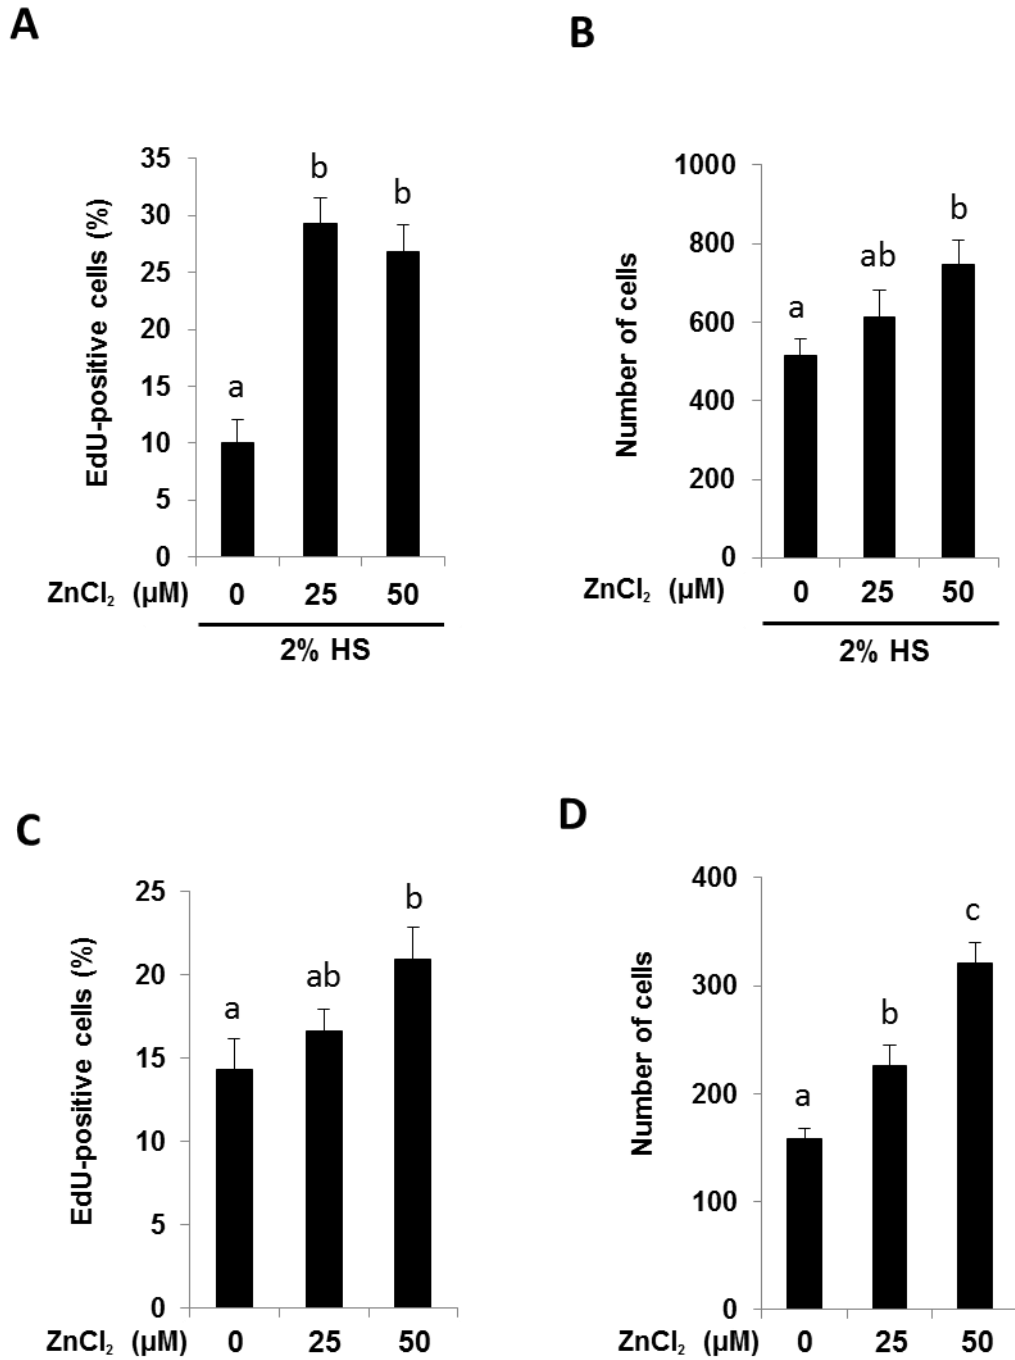 A
EdU-positive cells (%)
35
30
25
20
15
10
5
0
a
b
b
ZnCl₂ (µM) 0 25 50
2% HS
B
Number of cells
1000
800
600
400
200
0
a
ab
b
ZnCl₂ (µM) 0 25 50
2% HS
C
EdU-positive cells (%)
25
20
15
10
5
0
a
ab
b
ZnCl₂ (µM) 0 25 50
D
Number of cells
400
300
200
100
0
a
b
c
ZnCl₂ (µM) 0 25 50